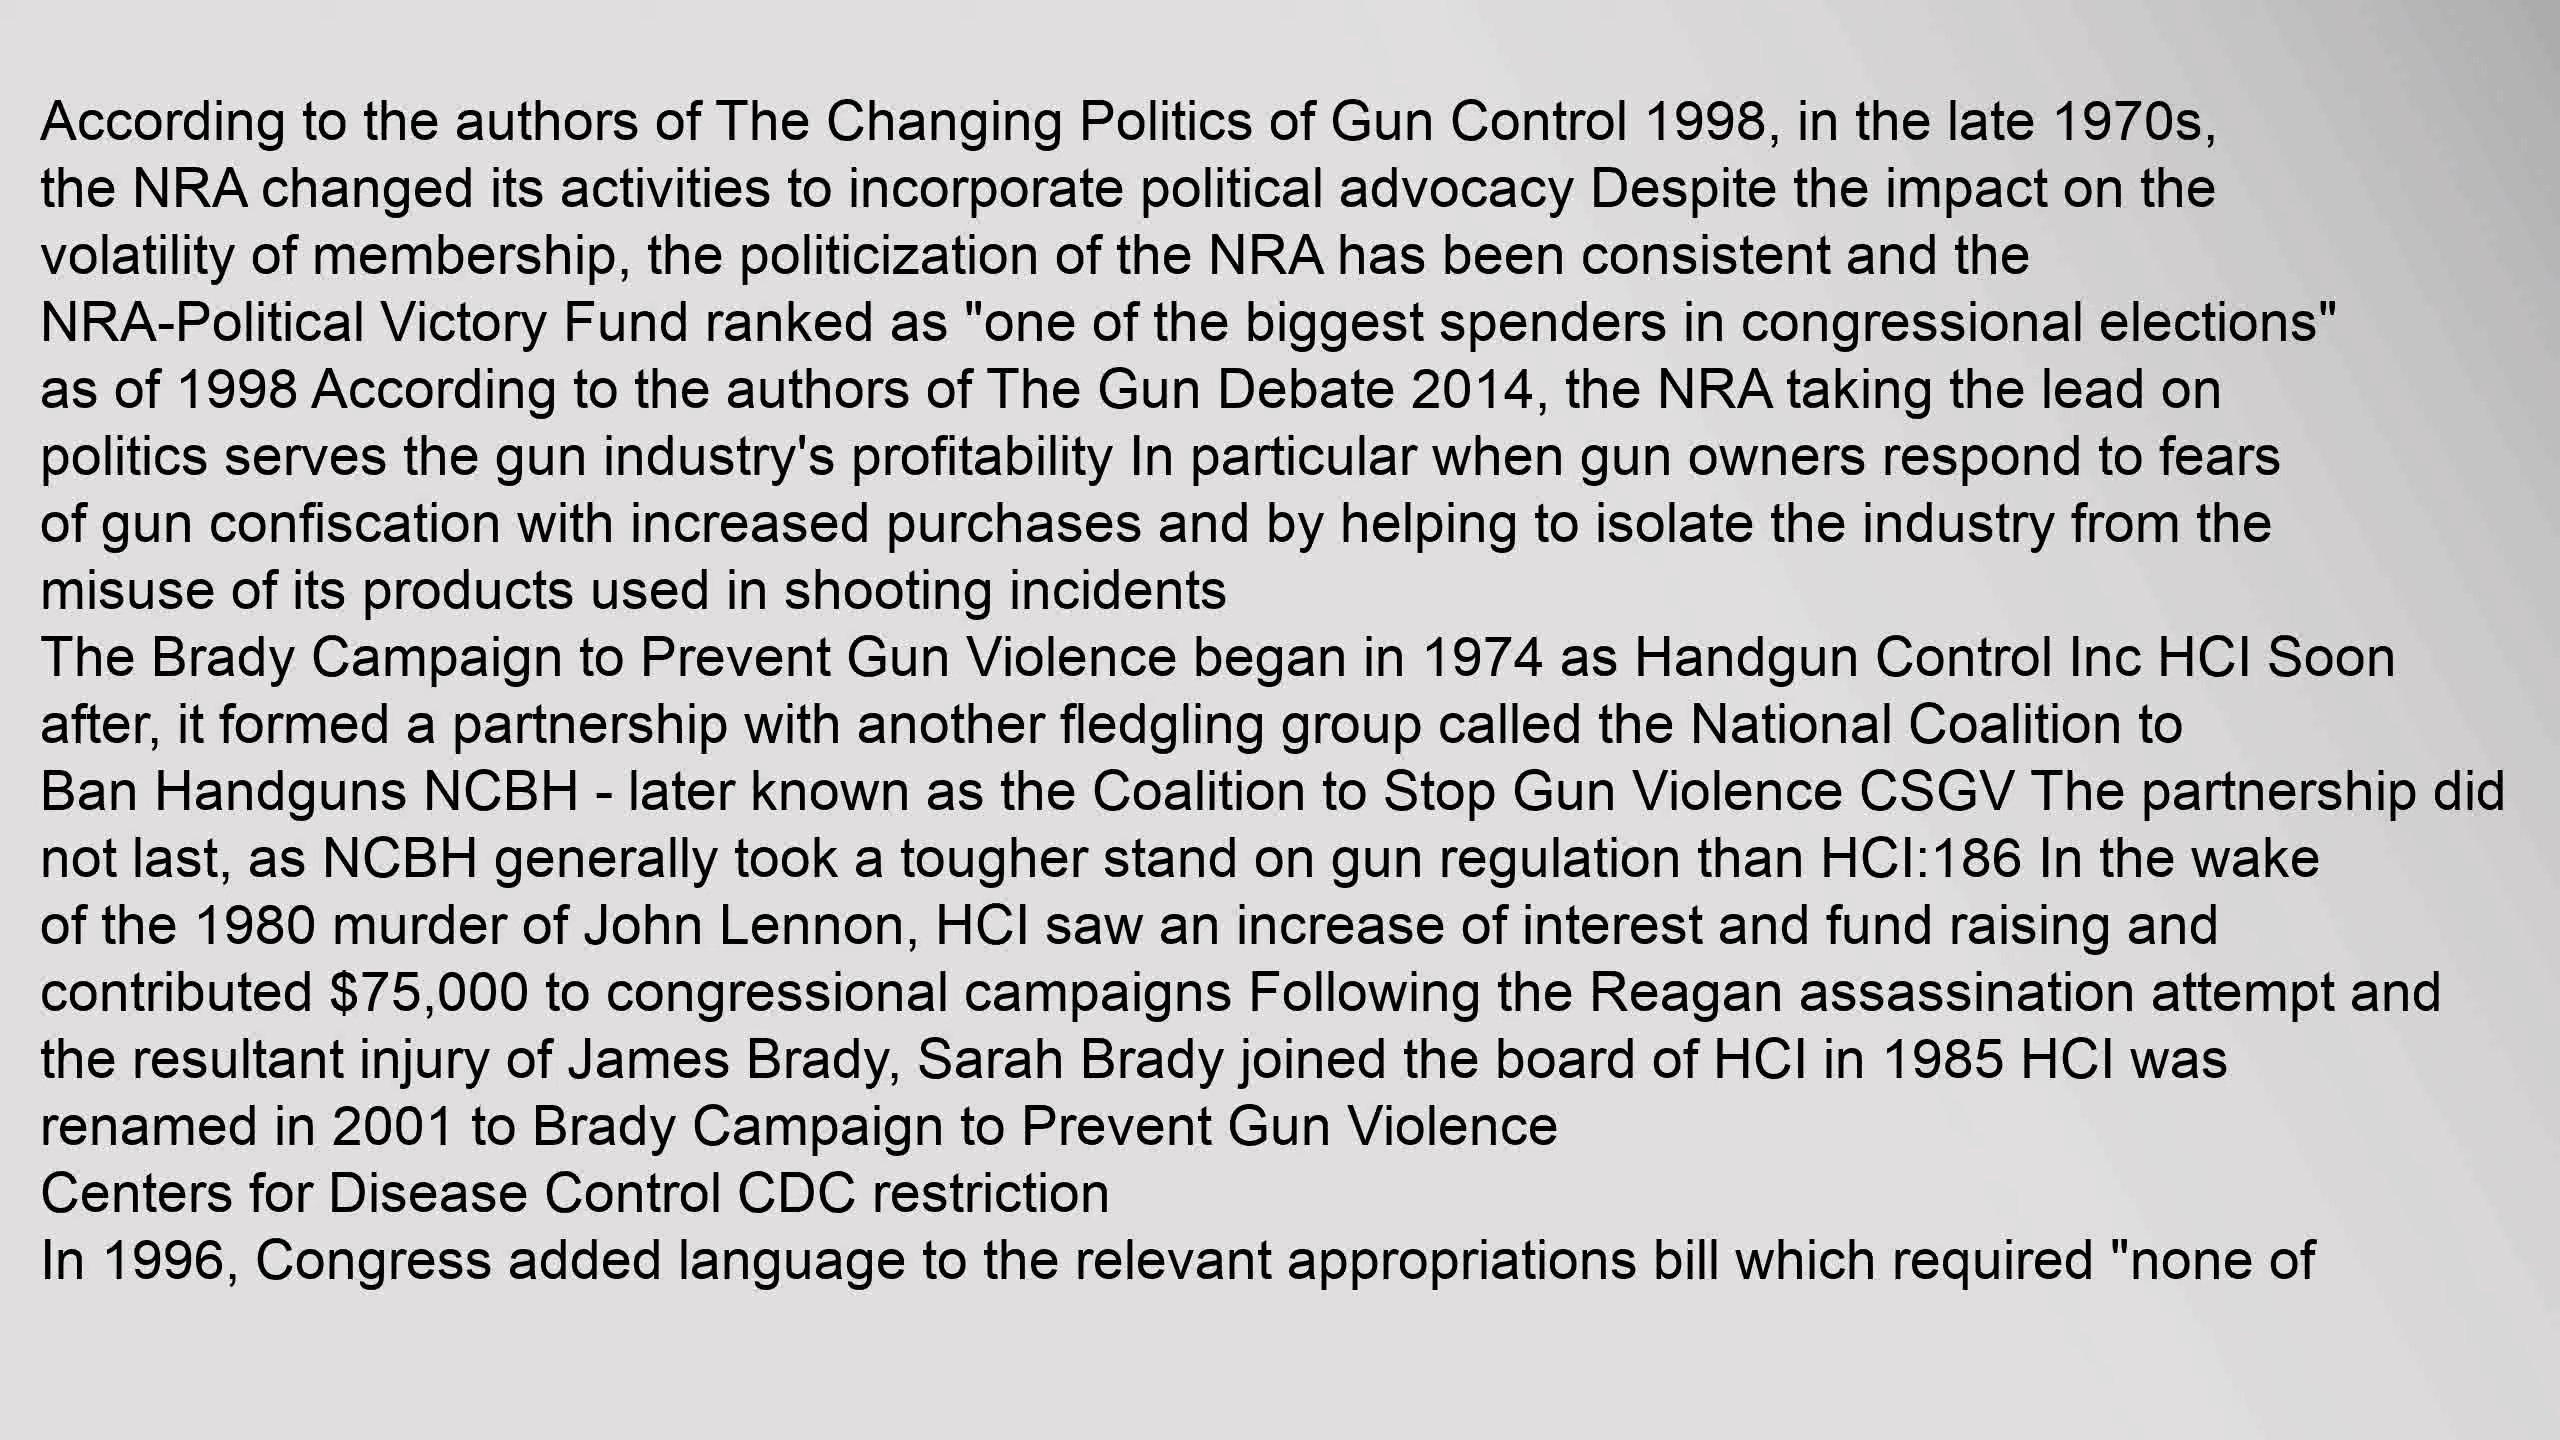 According to the authors of The Changing Politics of Gun Control 1998, in the late 1970s,
the NRA changed its activities to incorporate political advocacy Despite the impact on the
volatility of membership, the politicization of the NRA has been consistent and the
NRA-Political Victory Fund ranked as "one of the biggest spenders in congressional elections"
as of 1998 According to the authors of The Gun Debate 2014, the NRA taking the lead on
politics serves the gun industry's profitability In particular when gun owners respond to fears
of gun confiscation with increased purchases and by helping to isolate the industry from the
misuse of its products used in shooting incidents
The Brady Campaign to Prevent Gun Violence began in 1974 as Handgun Control Inc HCI Soon
after, it formed a partnership with another fledgling group called the National Coalition to
Ban Handguns NCBH - later known as the Coalition to Stop Gun Violence CSGV The partnership did
not last, as NCBH generally took a tougher stand on gun regulation than HCI:186 In the wake
of the 1980 murder of John Lennon, HCI saw an increase of interest and fund raising and
contributed $75,000 to congressional campaigns Following the Reagan assassination attempt and
the resultant injury of James Brady, Sarah Brady joined the board of HCI in 1985 HCI was
renamed in 2001 to Brady Campaign to Prevent Gun Violence
Centers for Disease Control CDC restriction
In 1996, Congress added language to the relevant appropriations bill which required "none of